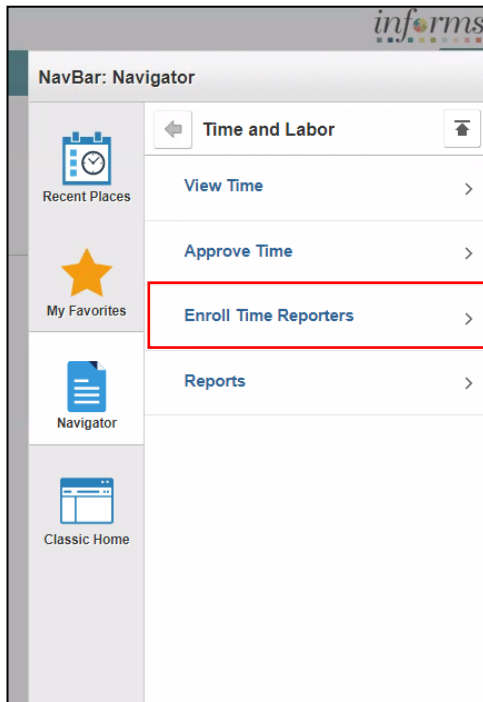 informs
NavBar: Navigator
Recent Places
My Favorites
Navigator
Classic Home
Time and Labor
View Time
Approve Time
Enroll Time Reporters
Reports